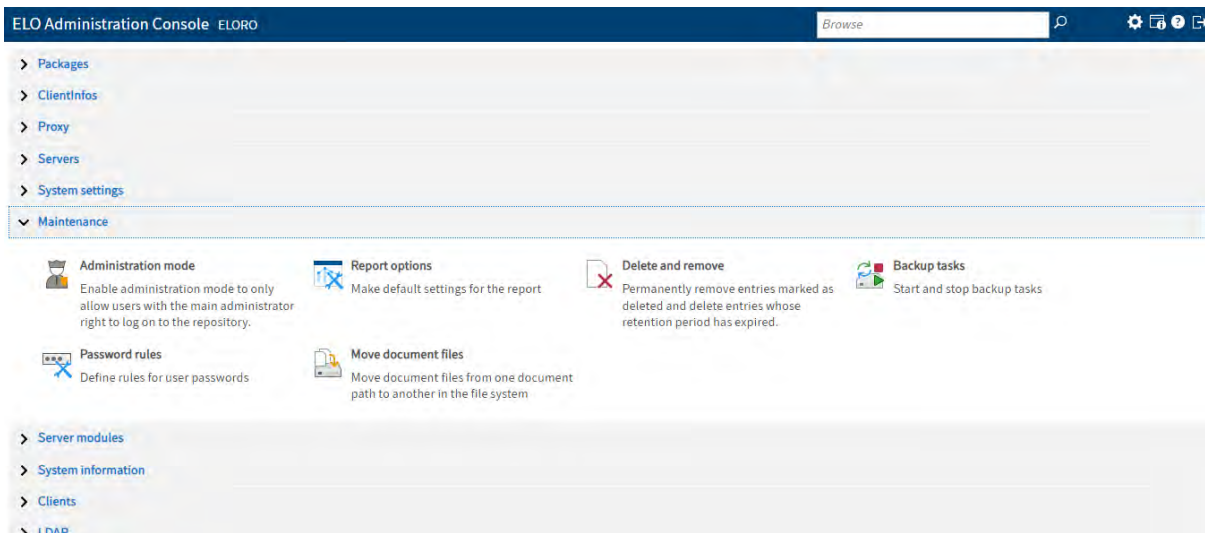 ELO Administration Console ELORO
Browse
Packages
ClientInfos
Proxy
Servers
System settings
Maintenance
Administration mode
Enable administration mode to only
allow users with the main administrator
right to log on to the repository.
Report options
Make default settings for the report
Delete and remove
Permanently remove entries marked as
deleted and delete entries whose
retention period has expired.
Backup tasks
Start and stop backup tasks
Password rules
Define rules for user passwords
Move document files
Move document files from one document
path to another in the file system
Server modules
System information
Clients
LDAP